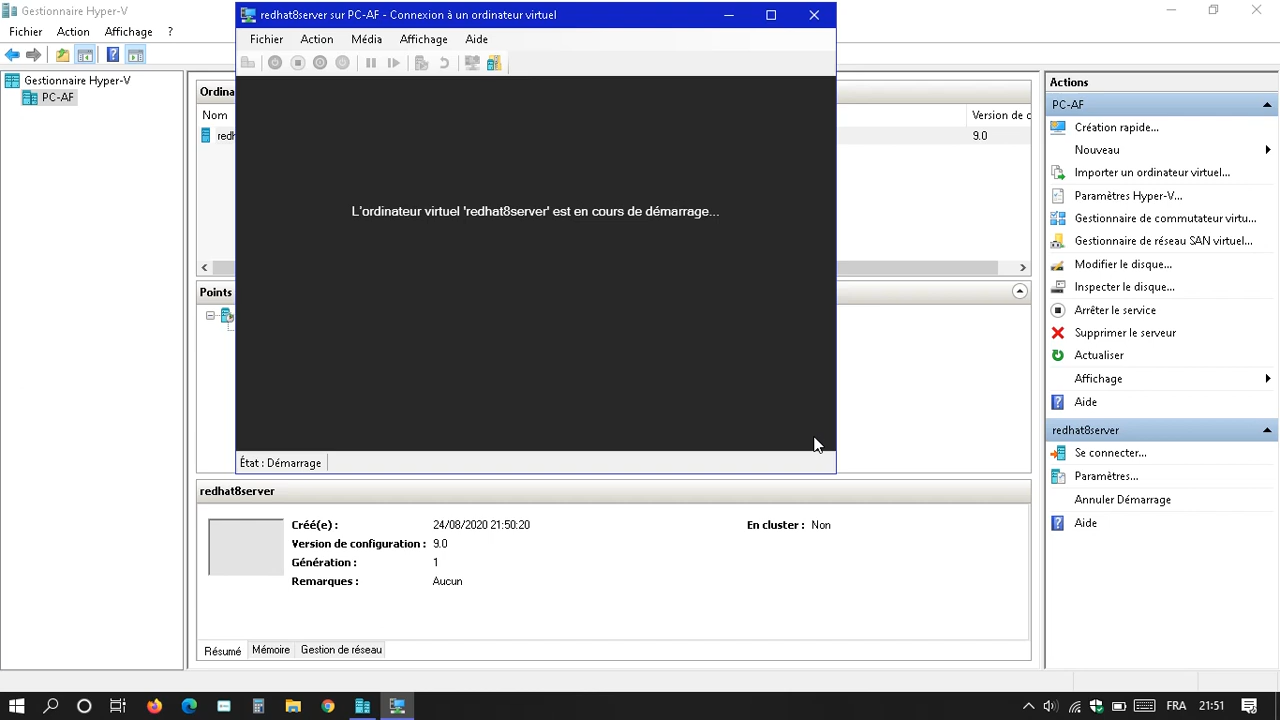 Gestionnaire Hyper-V
Fichier Action Affichage ?
redhat8server sur PC-AF - Connexion à un ordinateur virtuel
Fichier Action Média Affichage Aide
L'ordinateur virtuel 'redhat8server' est en cours de démarrage...
État : Démarrage
Gestionnaire Hyper-V
PC-AF
Ordina
Nom
Version de c
redh
9.0
Points
redhat8server
Créé(e) : 24/08/2020 21:50:20
En cluster : Non
Version de configuration : 9.0
Génération : 1
Remarques : Aucun
Résumé Mémoire Gestion de réseau
Actions
PC-AF
Création rapide...
Nouveau
Importer un ordinateur virtuel...
Paramètres Hyper-V...
Gestionnaire de commutateur virtu...
Gestionnaire de réseau SAN virtuel...
Modifier le disque...
Inspecter le disque...
Arrêter le service
Supprimer le serveur
Actualiser
Affichage
Aide
redhat8server
Se connecter...
Paramètres...
Annuler Démarrage
Aide
FRA 21:51